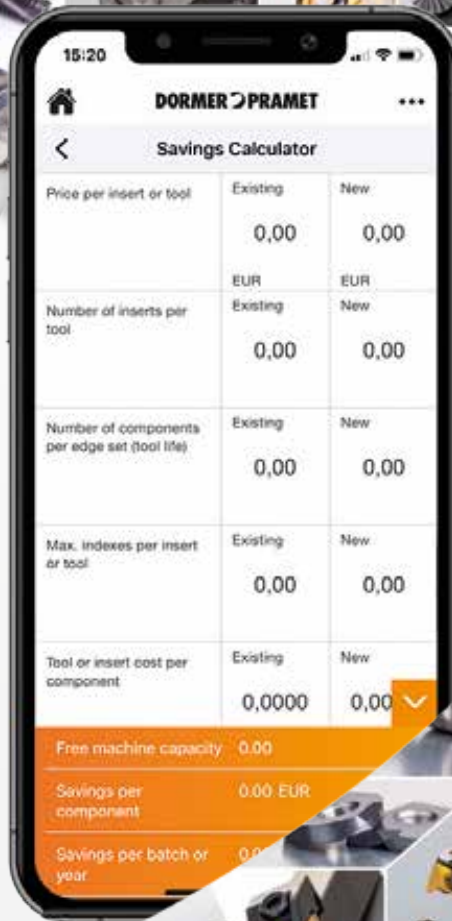 15:20
DORMER PRAMET
Savings Calculator
Price per insert or tool
Existing
New
0,00
0,00
EUR
EUR
Number of inserts per
tool
Existing
New
0,00
0,00
Number of components
per edge set (tool life)
Existing
New
0,00
0,00
Max. indexes per insert
or tool
Existing
New
0,00
0,00
Tool or insert cost per
component
Existing
New
0,0000
0,00
Free machine capacity 0.00
Savings per
component
0.00 EUR
Savings per batch or
year